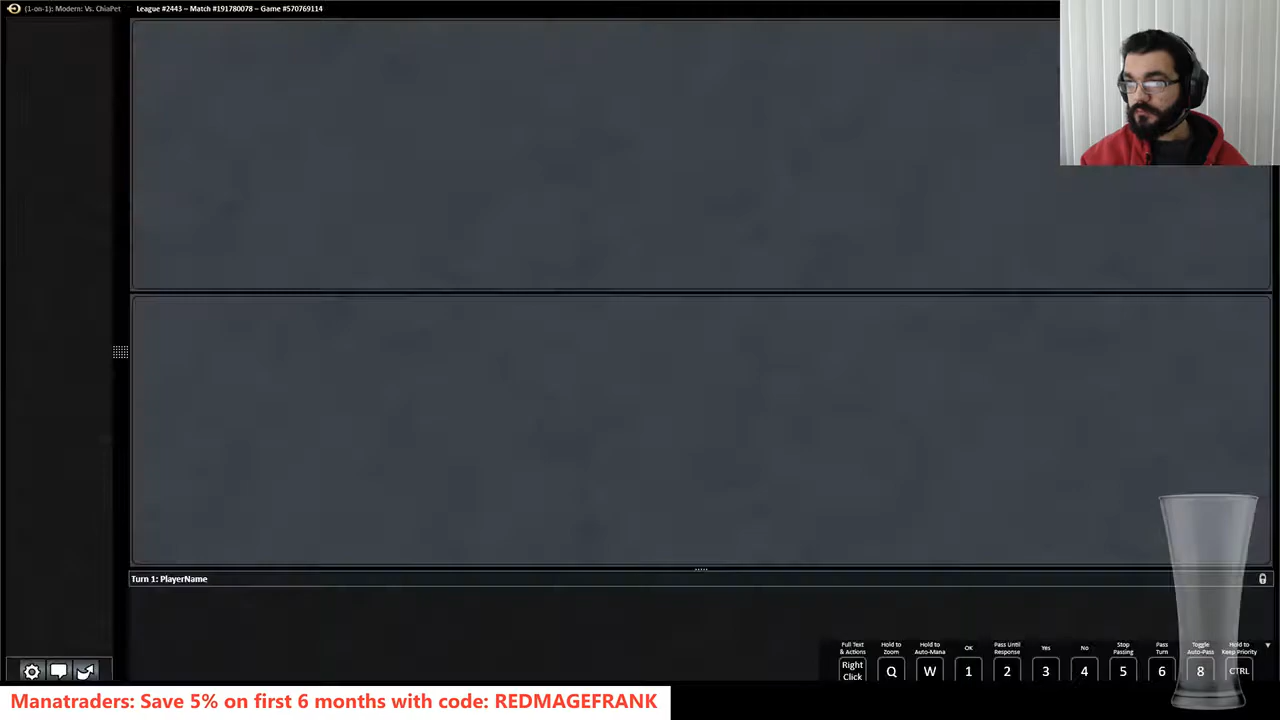 (1-on-1): Modern: Vs. ChiaPet
League #2443 – Match #191780078 – Game #570769114
Turn 1: PlayerName
Full Text & Actions
Hold to Zoom
Hold to Auto-Mana
OK
Pass Until Response
Yes
No
Stop Passing
Pass Turn
Toggle Auto-Pass
Hold to Keep Priority
Right Click
Q
W
1
2
3
4
5
6
8
CTRL
Manatraders: Save 5% on first 6 months with code: REDMAGEFRANK